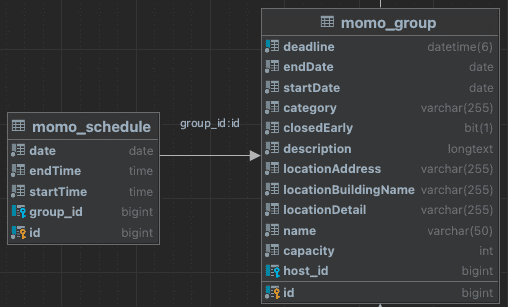 momo_group
deadline datetime(6)
endDate date
startDate date
category varchar(255)
closedEarly bit(1)
description longtext
locationAddress varchar(255)
locationBuildingName varchar(255)
locationDetail varchar(255)
name varchar(50)
capacity int
host_id bigint
id bigint
group_id:id
momo_schedule
date date
endTime time
startTime time
group_id bigint
id bigint